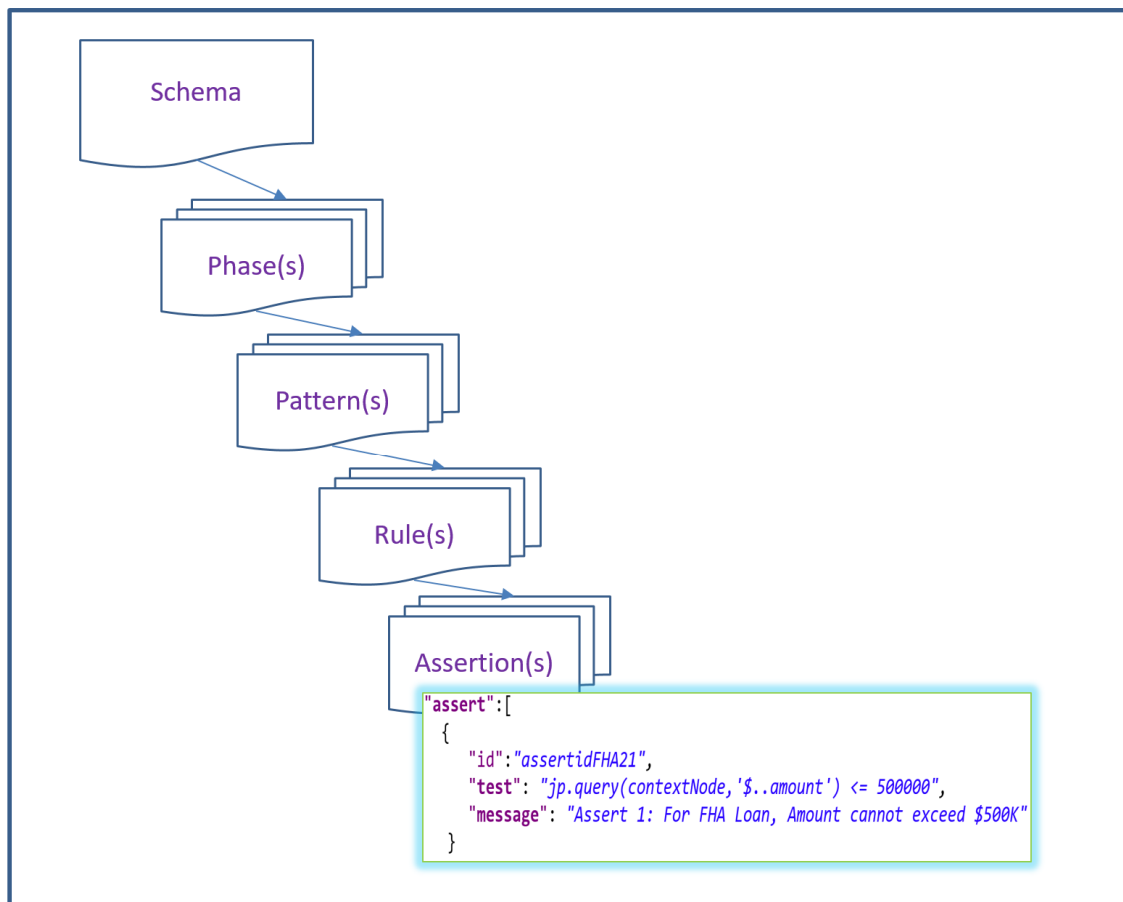 Schema
Phase(s)
Pattern(s)
Rule(s)
Assertion(s)
"assert":[
{
"id":"assertidFHA21",
"test": "jp.query(contextNode,'$..amount') <= 500000",
"message": "Assert 1: For FHA Loan, Amount cannot exceed $500K"
}